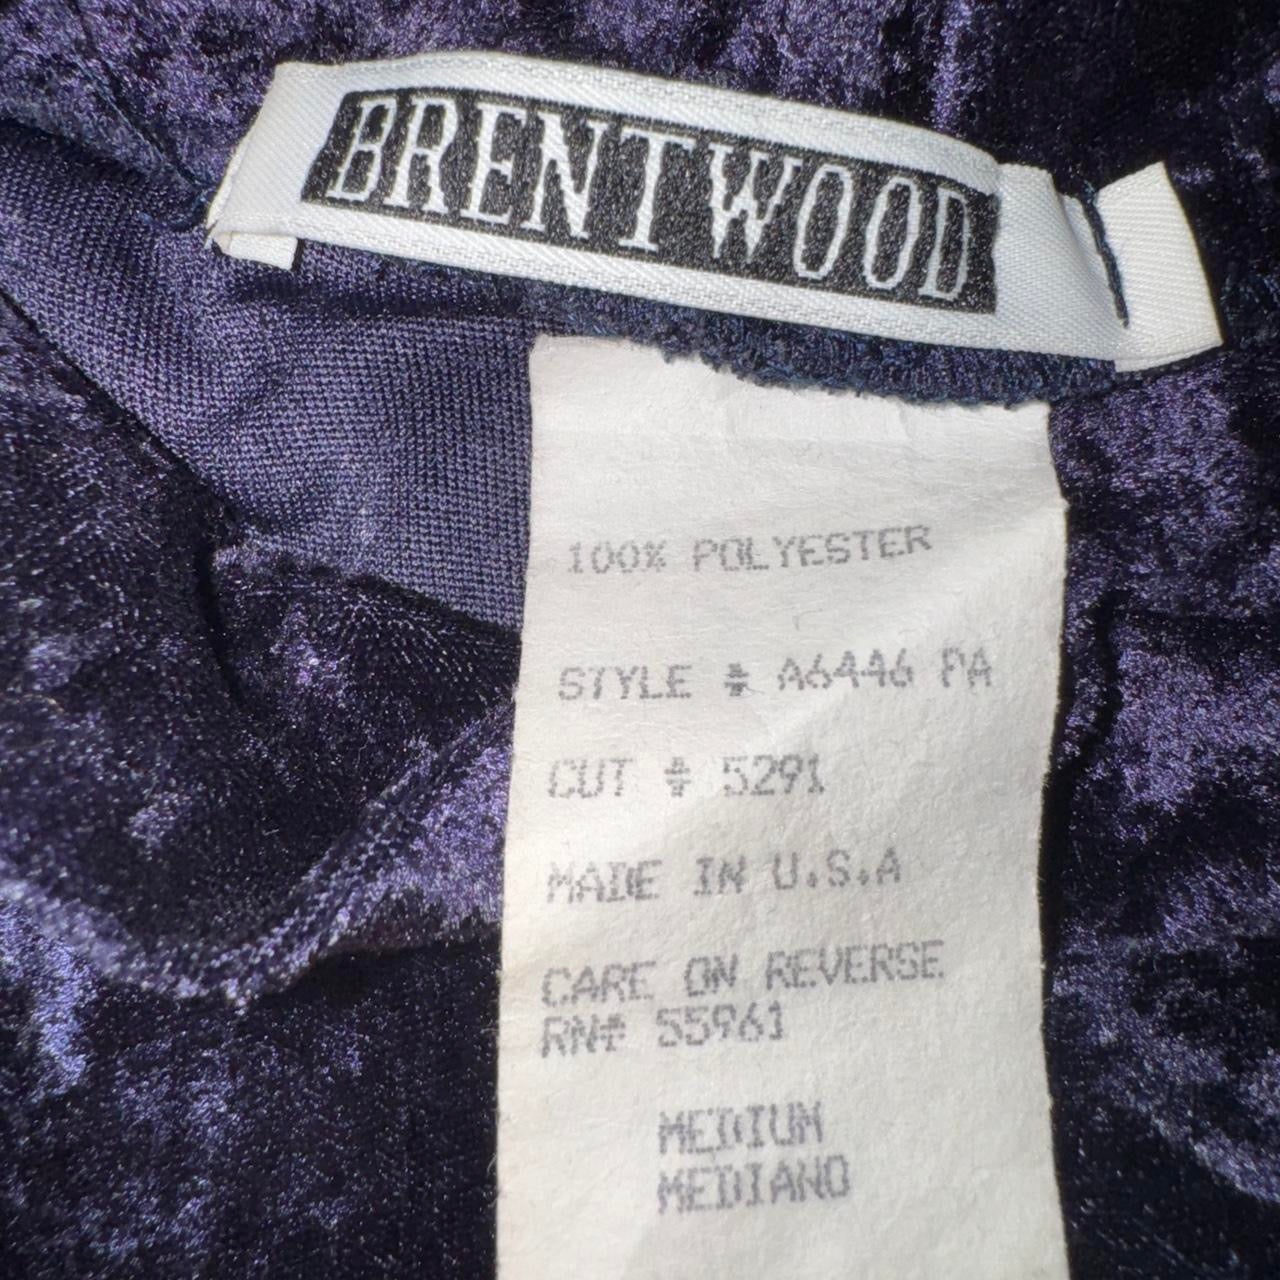 BRENTWOOD
100% POLYESTER
STYLE # A6446 PA
CUT # 5291
MADE IN U.S.A
CARE ON REVERSE
RN# 55961
MEDIUM
MEDIANO